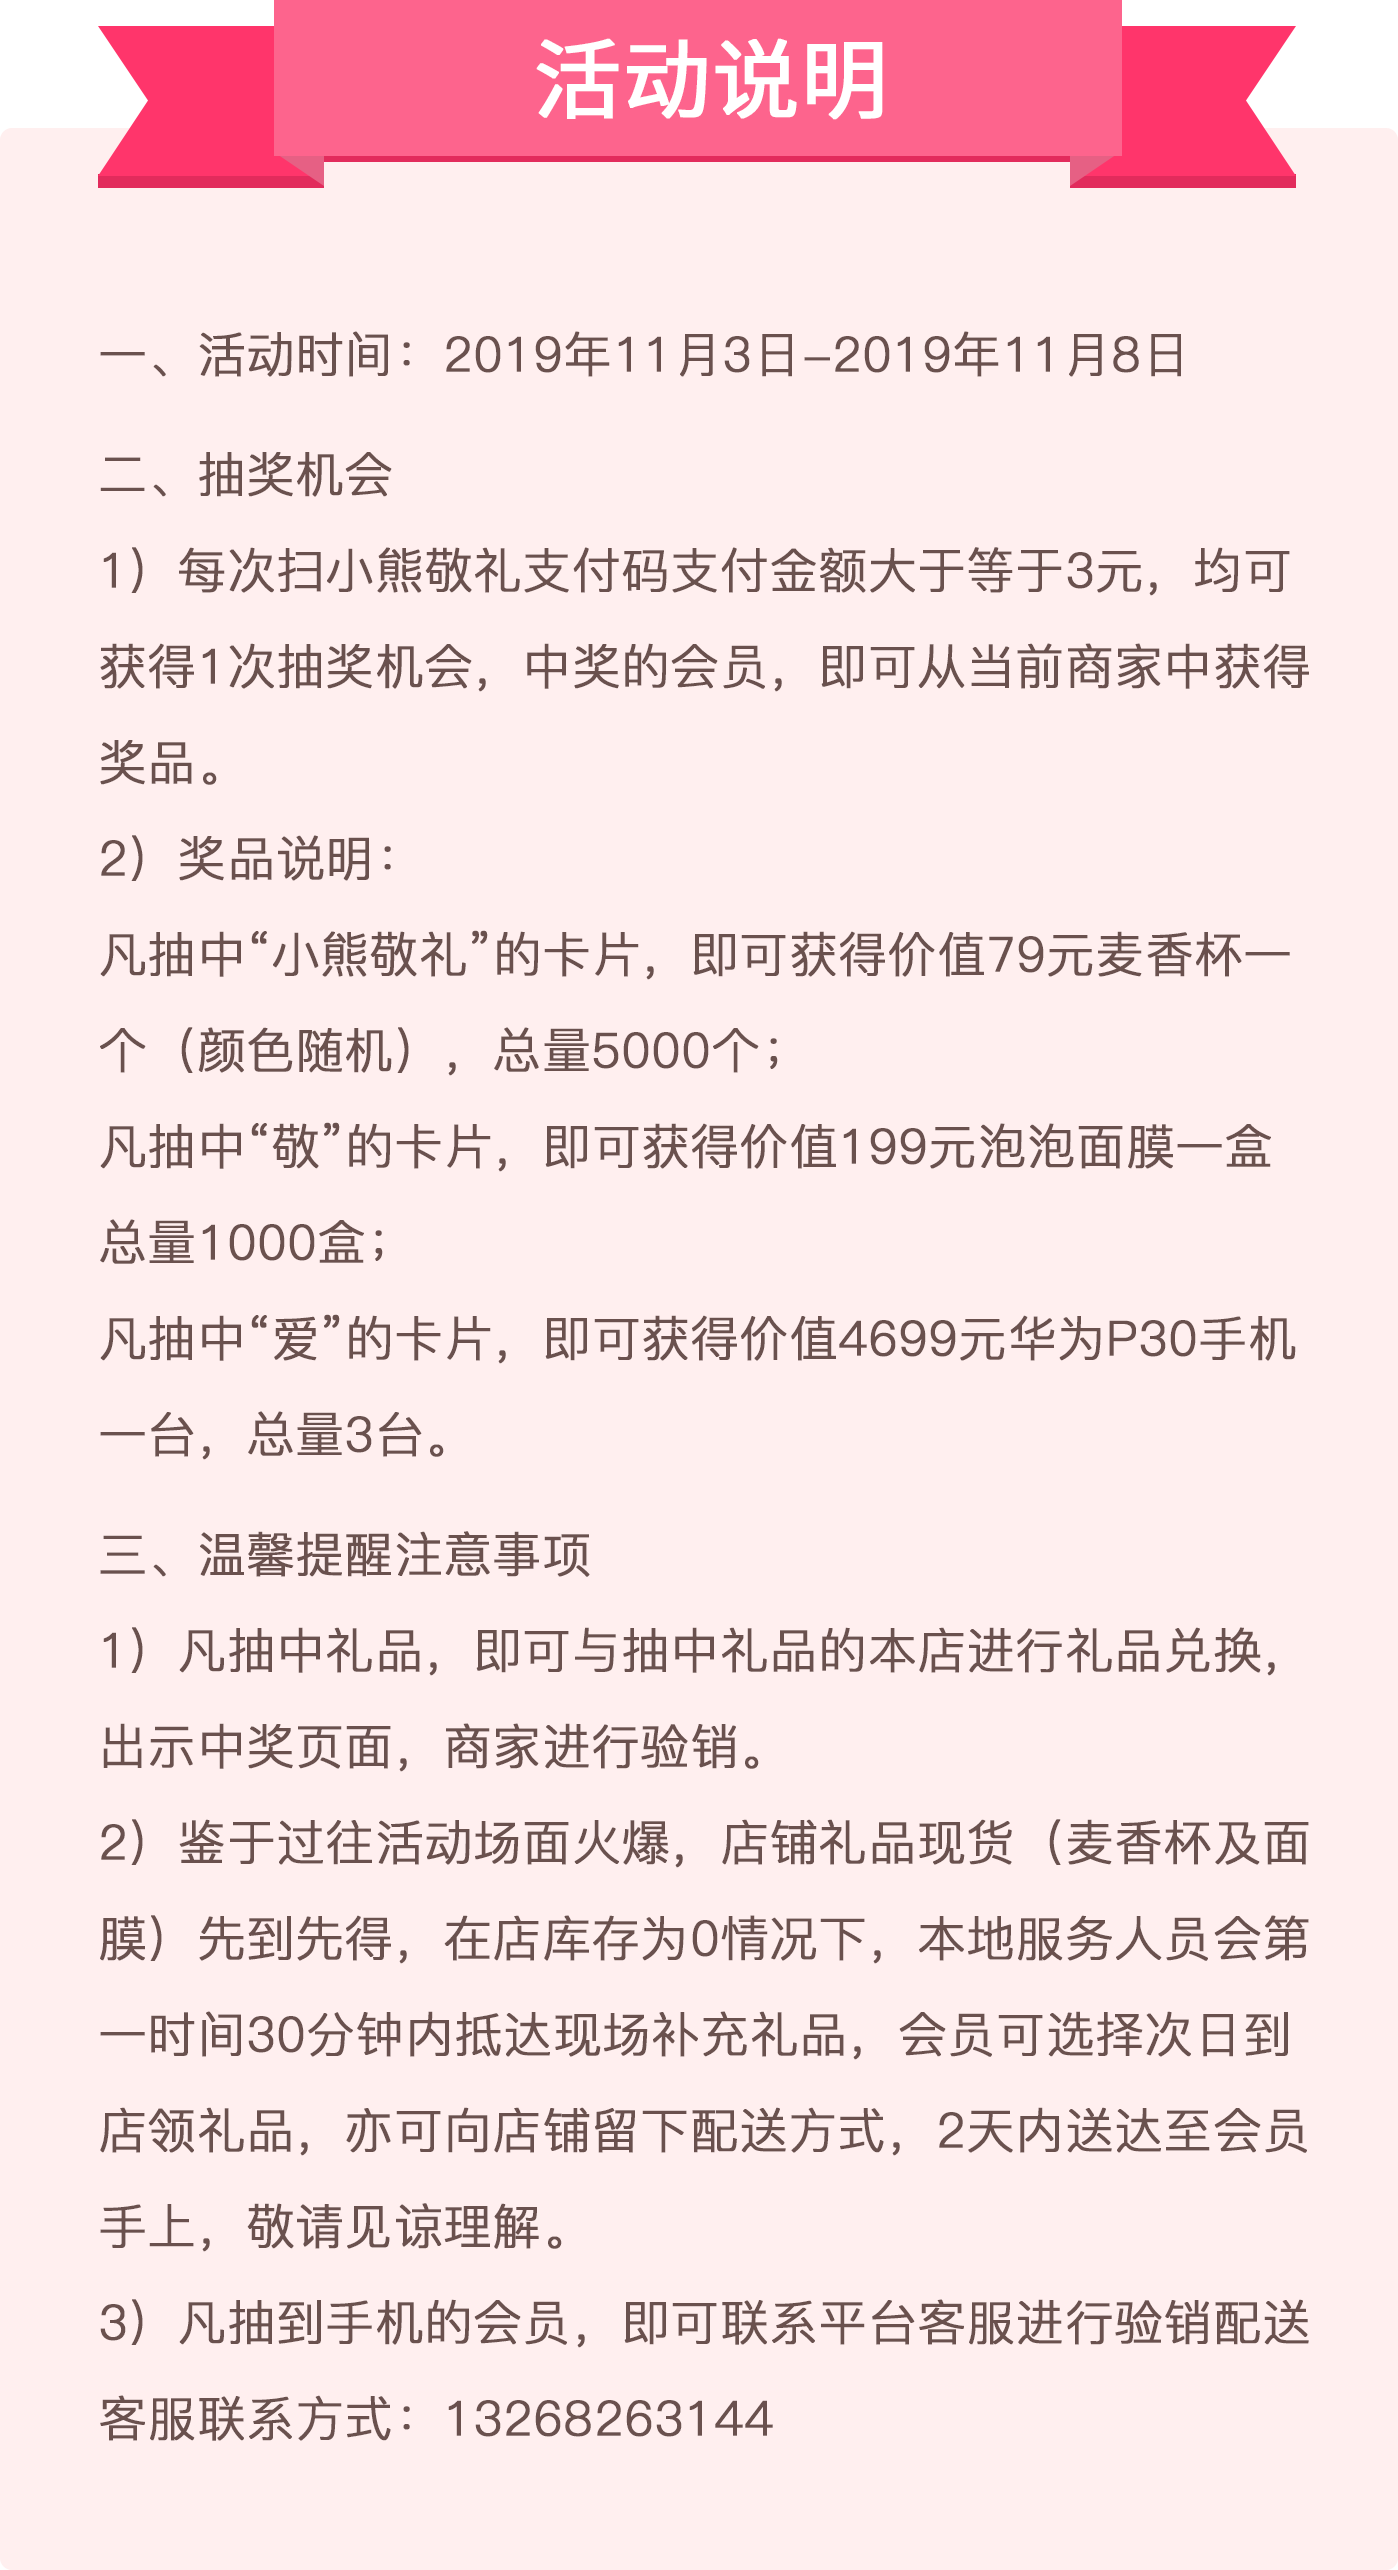 活动说明
一、活动时间：2019年11月3日-2019年11月8日
二、抽奖机会
1）每次扫小熊敬礼支付码支付金额大于等于3元，均可
获得1次抽奖机会，中奖的会员，即可从当前商家中获得
奖品。
2）奖品说明：
凡抽中“小熊敬礼”的卡片，即可获得价值79元麦香杯一
个（颜色随机），总量5000个；
凡抽中“敬”的卡片，即可获得价值199元泡泡面膜一盒
总量1000盒；
凡抽中“爱”的卡片，即可获得价值4699元华为P30手机
一台，总量3台。
三、温馨提醒注意事项
1）凡抽中礼品，即可与抽中礼品的本店进行礼品兑换，
出示中奖页面，商家进行验销。
2）鉴于过往活动场面火爆，店铺礼品现货（麦香杯及面
膜）先到先得，在店库存为0情况下，本地服务人员会第
一时间30分钟内抵达现场补充礼品，会员可选择次日到
店领礼品，亦可向店铺留下配送方式，2天内送达至会员
手上，敬请见谅理解。
3）凡抽到手机的会员，即可联系平台客服进行验销配送
客服联系方式：13268263144